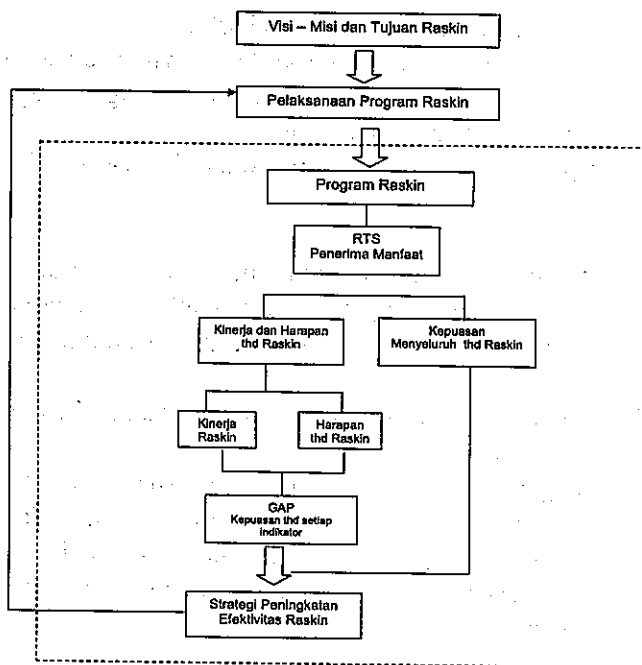 Visi – Misi dan Tujuan Raskin
Pelaksanaan Program Raskin
Program Raskin
RTS
Penerima Manfaat
Kinerja dan Harapan
thd Raskin
Kepuasan
Menyeluruh thd Raskin
Kinerja
Raskin
Harapan
thd Raskin
GAP
Kepuasan thd setiap
indikator
Strategi Peningkatan
Efektivitas Raskin